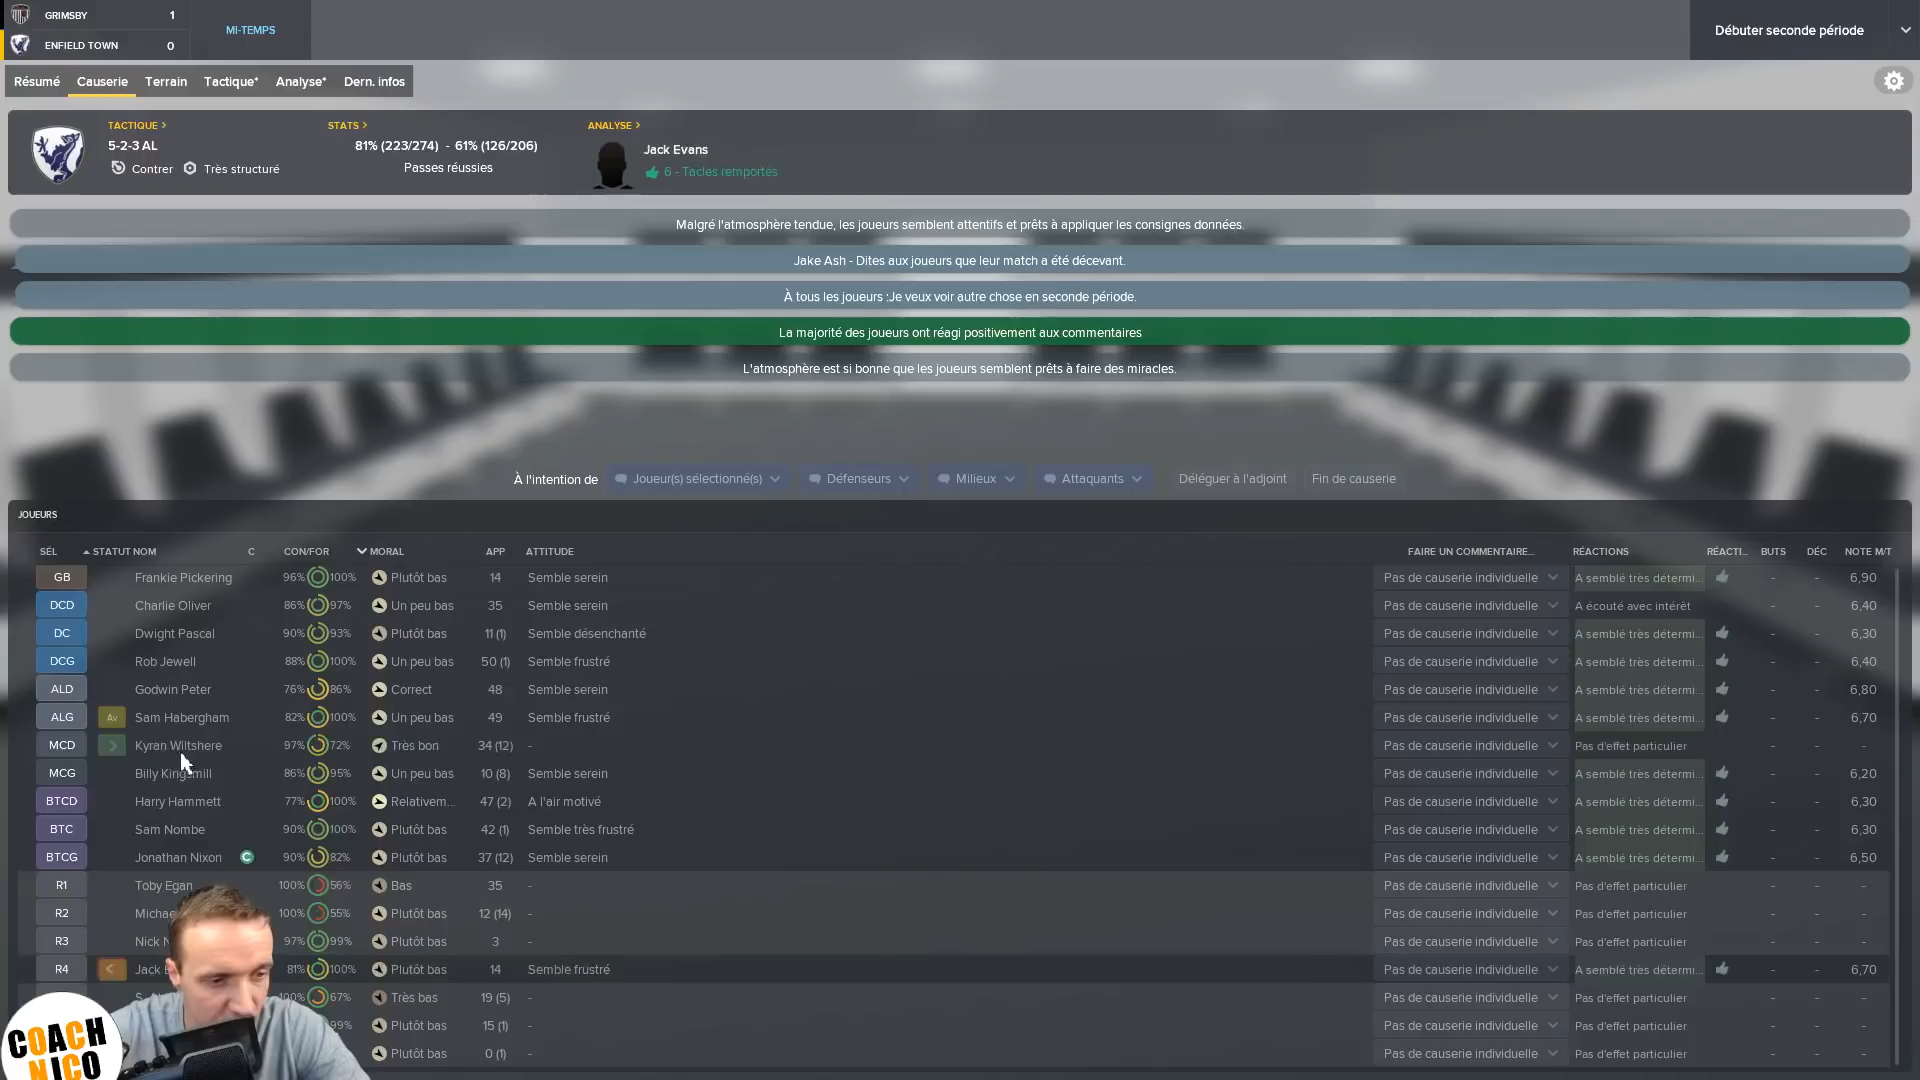 GRIMSBY 1
ENFIELD TOWN 0
MI-TEMPS
Débuter seconde période
Résumé Causerie Terrain Tactique* Analyse* Dern. infos
TACTIQUE > STATS > ANALYSE >
5-2-3 AL 81% (223/274) - 61% (126/206) Jack Evans
Contrer Très structuré Passes réussies 6 - Tacles remportés
Malgré l'atmosphère tendue, les joueurs semblent attentifs et prêts à appliquer les consignes données.
Jake Ash - Dites aux joueurs que leur match a été décevant.
À tous les joueurs :Je veux voir autre chose en seconde période.
La majorité des joueurs ont réagi positivement aux commentaires
L'atmosphère est si bonne que les joueurs semblent prêts à faire des miracles.
À l'intention de Joueur(s) sélectionné(s) Défenseurs Milieux Attaquants Déléguer à l'adjoint Fin de causerie
JOUEURS
SÉL STATUT NOM C CON/FOR MORAL APP ATTITUDE FAIRE UN COMMENTAIRE... RÉACTIONS RÉACTI... BUTS DÉC NOTE M/T
GB Frankie Pickering 96% 100% Plutôt bas 14 Semble serein Pas de causerie individuelle A semblé très détermi... - - 6,90
DCD Charlie Oliver 86% 97% Un peu bas 35 Semble serein Pas de causerie individuelle A écouté avec intérêt - - 6,40
DC Dwight Pascal 90% 93% Plutôt bas 11 (1) Semble désenchanté Pas de causerie individuelle A semblé très détermi... - - 6,30
DCG Rob Jewell 88% 100% Un peu bas 50 (1) Semble frustré Pas de causerie individuelle A semblé très détermi... - - 6,40
ALD Godwin Peter 76% 86% Correct 48 Semble serein Pas de causerie individuelle A semblé très détermi... - - 6,80
ALG Av Sam Habergham 82% 100% Un peu bas 49 Semble frustré Pas de causerie individuelle A semblé très détermi... - - 6,70
MCD Kyran Wiltshere 97% 72% Très bon 34 (12) - Pas de causerie individuelle Pas d'effet particulier - - -
MCG Billy Kingsmill 86% 95% Un peu bas 10 (8) Semble serein Pas de causerie individuelle A semblé très détermi... - - 6,20
BTCD Harry Hammett 77% 100% Relativem... 47 (2) A l'air motivé Pas de causerie individuelle A semblé très détermi... - - 6,30
BTC Sam Nombe 90% 100% Plutôt bas 42 (1) Semble très frustré Pas de causerie individuelle A semblé très détermi... - - 6,30
BTCG Jonathan Nixon C 90% 82% Plutôt bas 37 (12) Semble serein Pas de causerie individuelle A semblé très détermi... - - 6,50
R1 Toby Egan 100% 56% Bas 35 - Pas de causerie individuelle Pas d'effet particulier - - -
R2 100% 55% Plutôt bas 12 (14) - Pas de causerie individuelle Pas d'effet particulier - - -
R3 Nick 97% 99% Plutôt bas 3 - Pas de causerie individuelle Pas d'effet particulier - - -
R4 Jack 81% 100% Plutôt bas 14 Semble frustré Pas de causerie individuelle A semblé très détermi... - - 6,70
100% 67% Très bas 19 (5) - Pas de causerie individuelle Pas d'effet particulier - - -
99% Plutôt bas 15 (1) - Pas de causerie individuelle Pas d'effet particulier - - -
Plutôt bas 0 (1) - Pas de causerie individuelle Pas d'effet particulier - - -
COACH
NICO